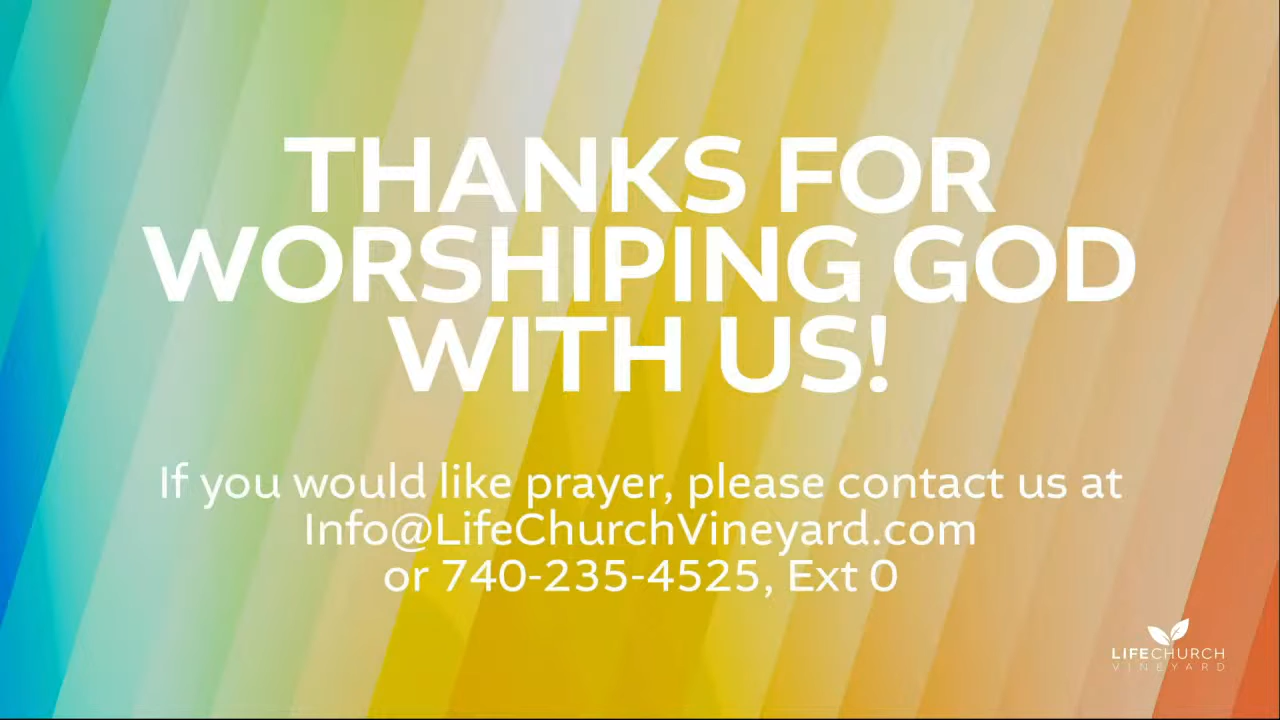 THANKS FOR
WORSHIPING GOD
WITH US!
If you would like prayer, please contact us at
Info@LifeChurchVineyard.com
or 740-235-4525, Ext 0
LIFECHURCH
VINEYARD